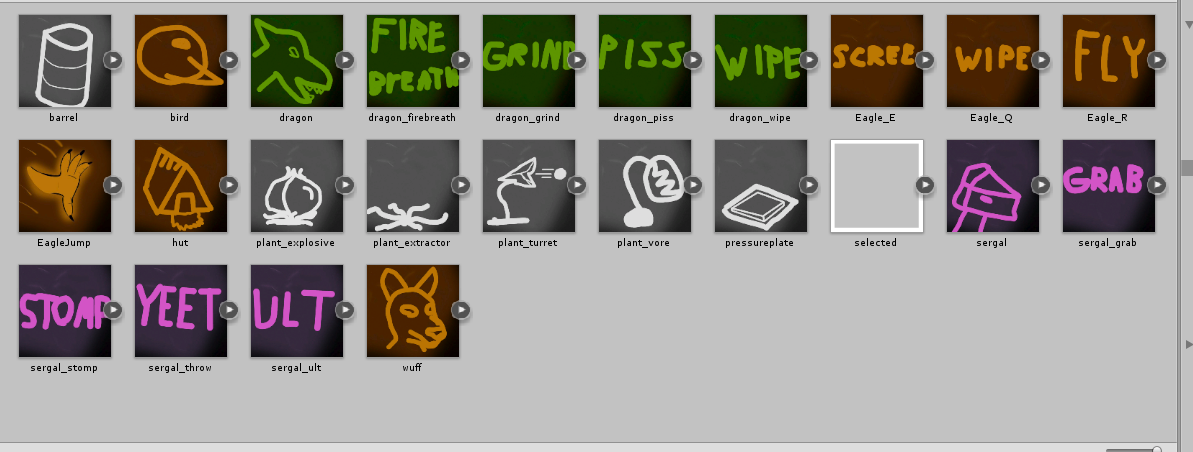 FIRE
BREATH
GRIND
PISS
WIPE
SCREE
WIPE
FLY
barrel
bird
dragon
dragon_firebreath
dragon_grind
dragon_piss
dragon_wipe
Eagle_E
Eagle_Q
Eagle_R
GRAB
EagleJump
hut
plant_explosive
plant_extractor
plant_turret
plant_vore
pressureplate
selected
sergal
sergal_grab
STOMP
YEET
ULT
sergal_stomp
sergal_throw
sergal_ult
wuff